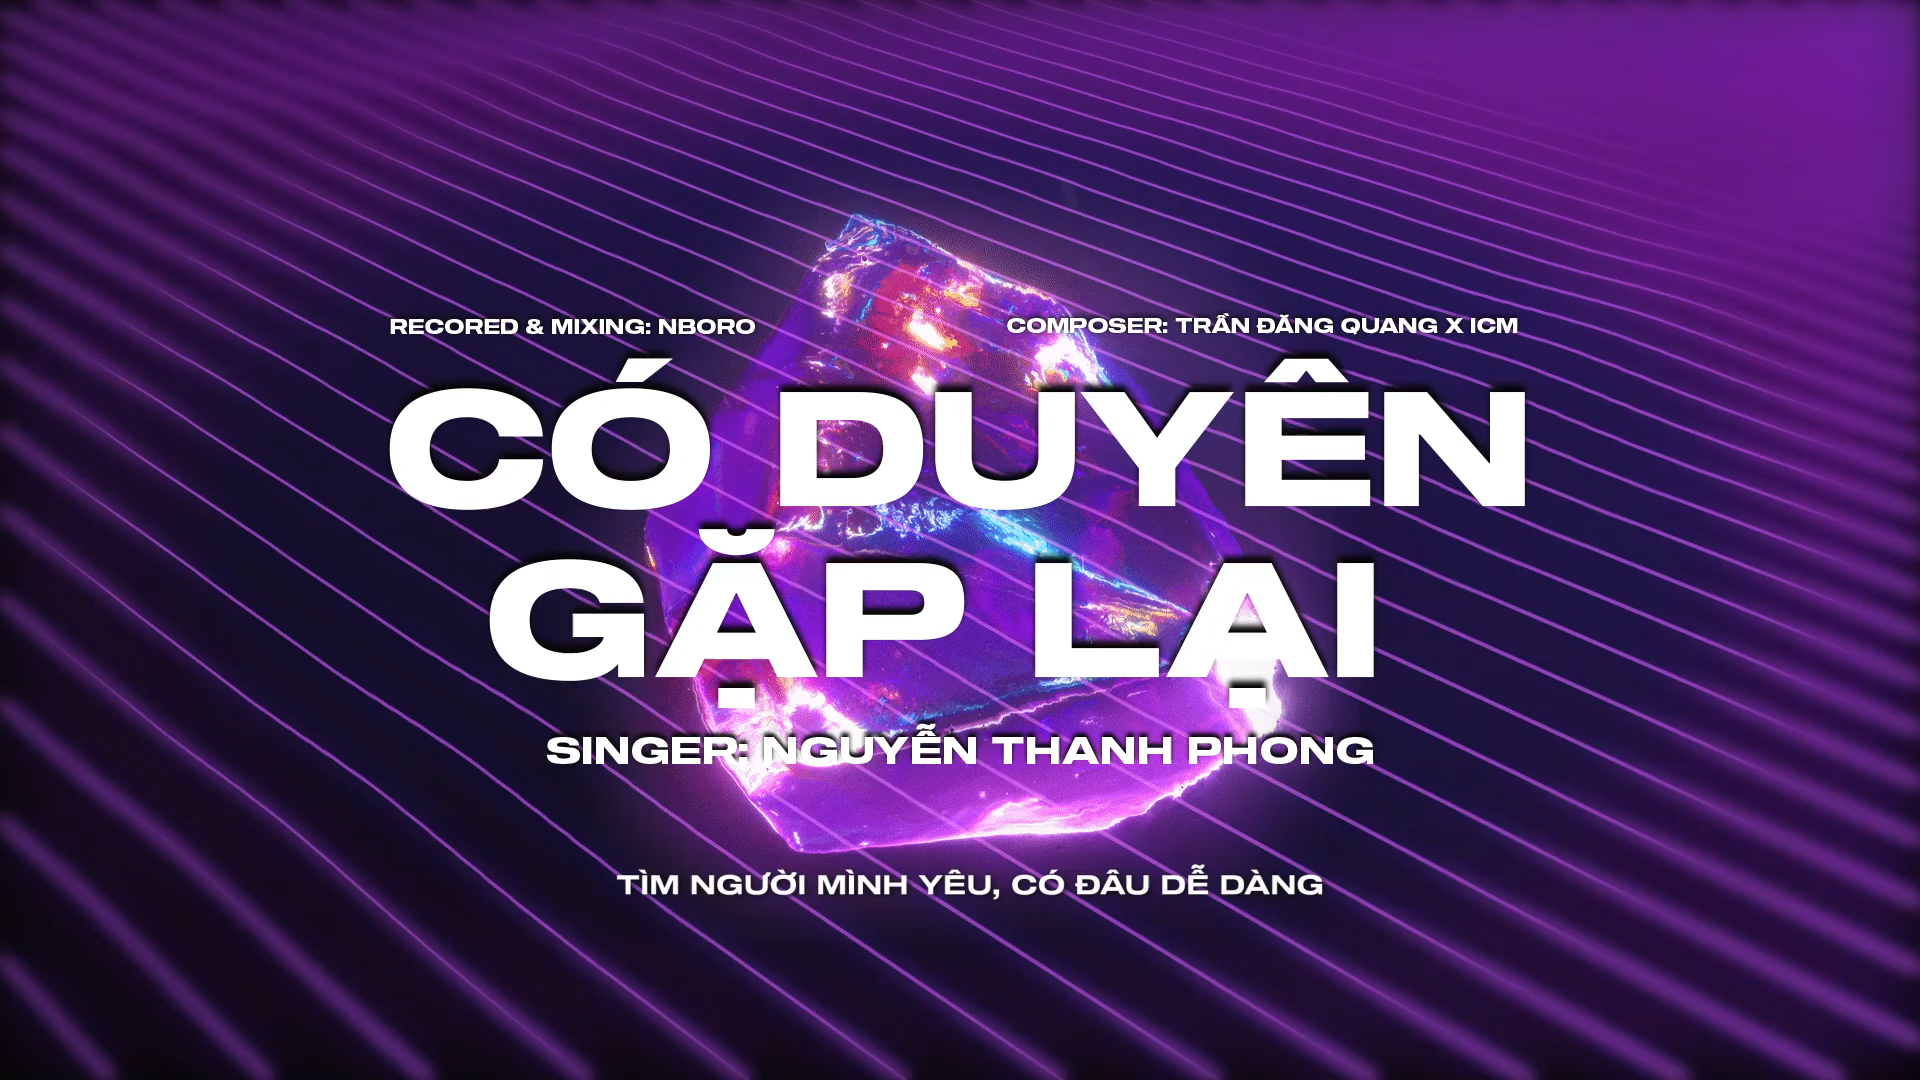 RECORED & MIXING: NBORO
COMPOSER: TRẦN ĐĂNG QUANG X ICM
CÓ DUYÊN
GẶP LẠI
SINGER: NGUYỄN THANH PHONG
TÌM NGƯỜI MÌNH YÊU, CÓ ĐÂU DỄ DÀNG